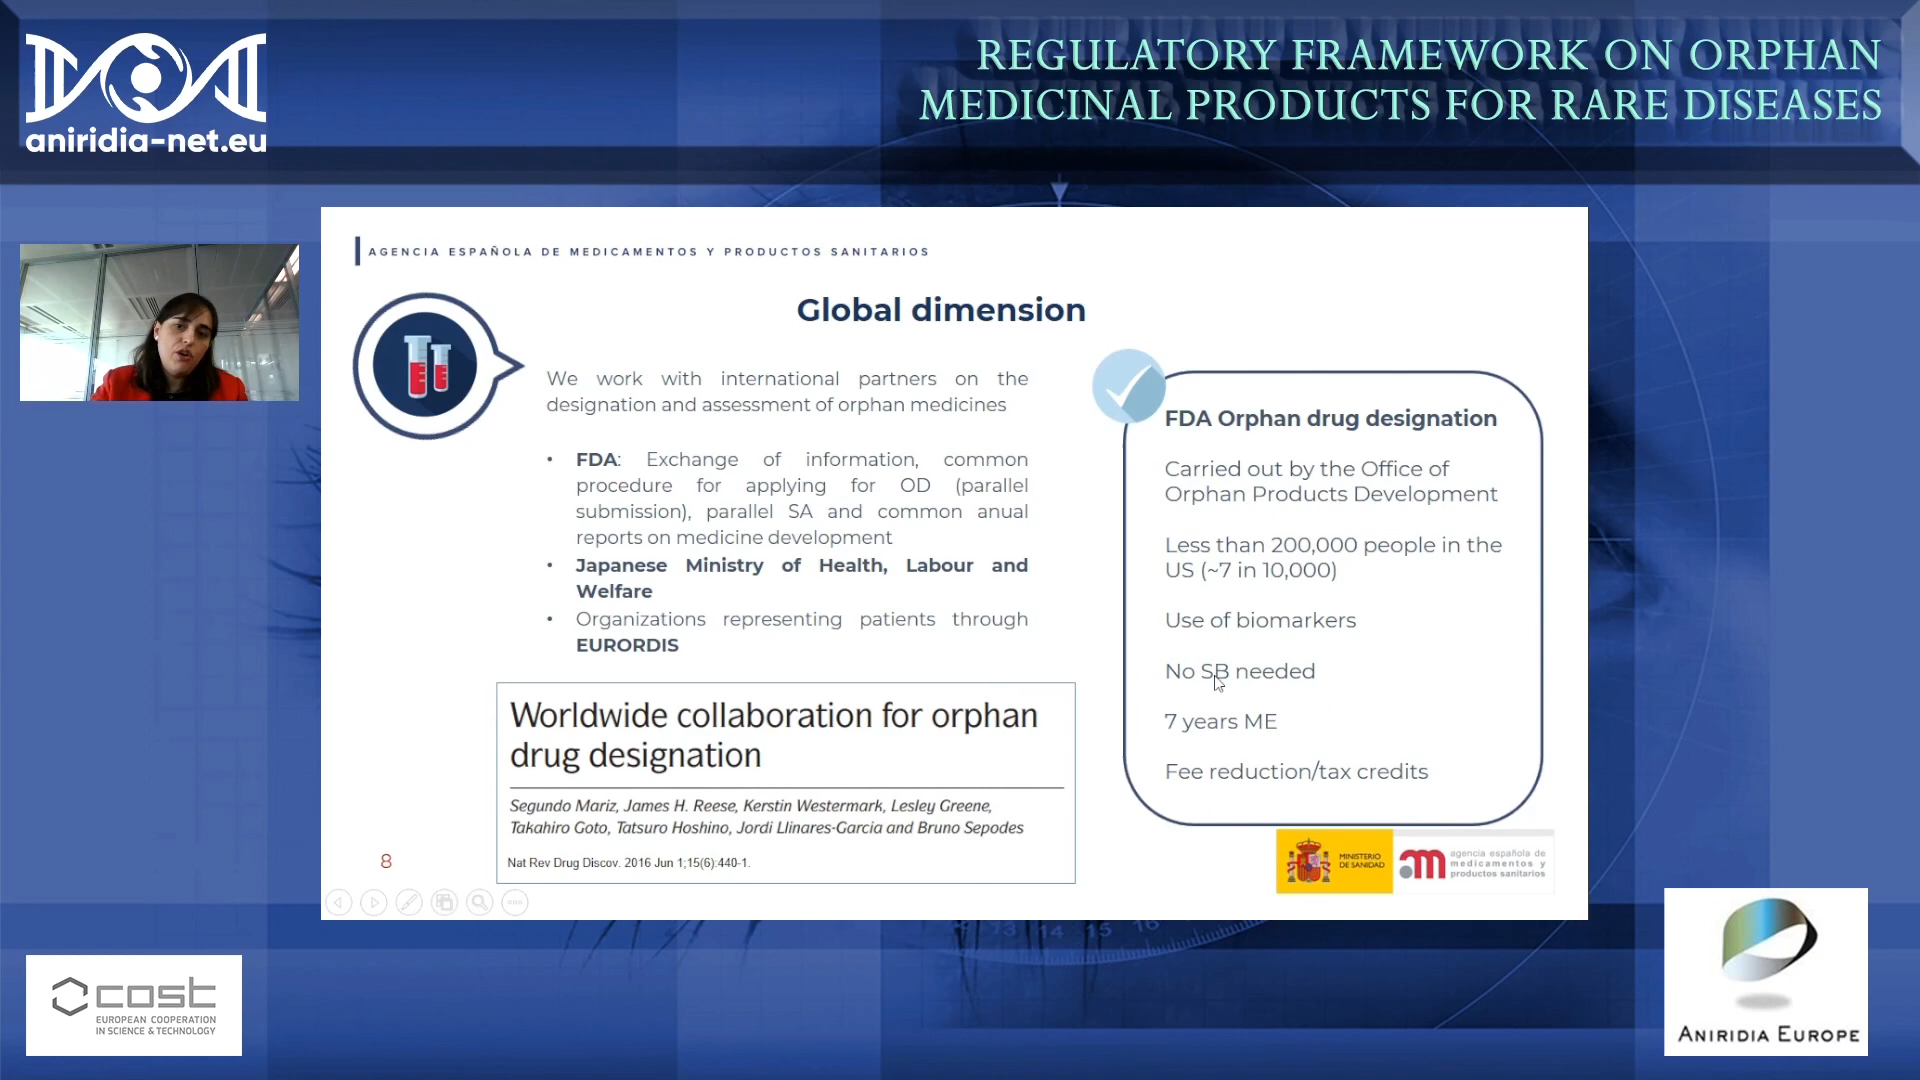 aniridia-net.eu
REGULATORY FRAMEWORK ON ORPHAN
MEDICINAL PRODUCTS FOR RARE DISEASES
AGENCIA ESPAÑOLA DE MEDICAMENTOS Y PRODUCTOS SANITARIOS
Global dimension
We work with international partners on the
designation and assessment of orphan medicines
• FDA: Exchange of information, common
procedure for applying for OD (parallel
submission), parallel SA and common anual
reports on medicine development
• Japanese Ministry of Health, Labour and
Welfare
• Organizations representing patients through
EURORDIS
Worldwide collaboration for orphan
drug designation
Segundo Mariz, James H. Reese, Kerstin Westermark, Lesley Greene,
Takahiro Goto, Tatsuro Hoshino, Jordi Llinares-Garcia and Bruno Sepodes
Nat Rev Drug Discov. 2016 Jun 1;15(6):440-1.
8
FDA Orphan drug designation
Carried out by the Office of
Orphan Products Development
Less than 200,000 people in the
US (~7 in 10,000)
Use of biomarkers
No SB needed
7 years ME
Fee reduction/tax credits
MINISTERIO
DE SANIDAD
agencia española de
medicamentos y
productos sanitarios
13 14 15 16
cost
EUROPEAN COOPERATION
IN SCIENCE & TECHNOLOGY
ANIRIDIA EUROPE